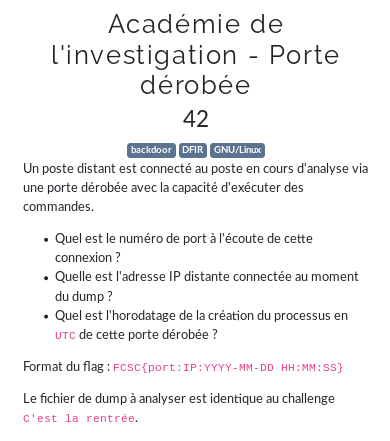 Académie de
l'investigation - Porte
dérobée
42
backdoor DFIR GNU/Linux
Un poste distant est connecté au poste en cours d'analyse via
une porte dérobée avec la capacité d'exécuter des
commandes.
• Quel est le numéro de port à l'écoute de cette
connexion ?
• Quelle est l'adresse IP distante connectée au moment
du dump ?
• Quel est l'horodatage de la création du processus en
UTC de cette porte dérobée ?
Format du flag : FCSC{port:IP:YYYY-MM-DD HH:MM:SS}
Le fichier de dump à analyser est identique au challenge
C'est la rentrée.